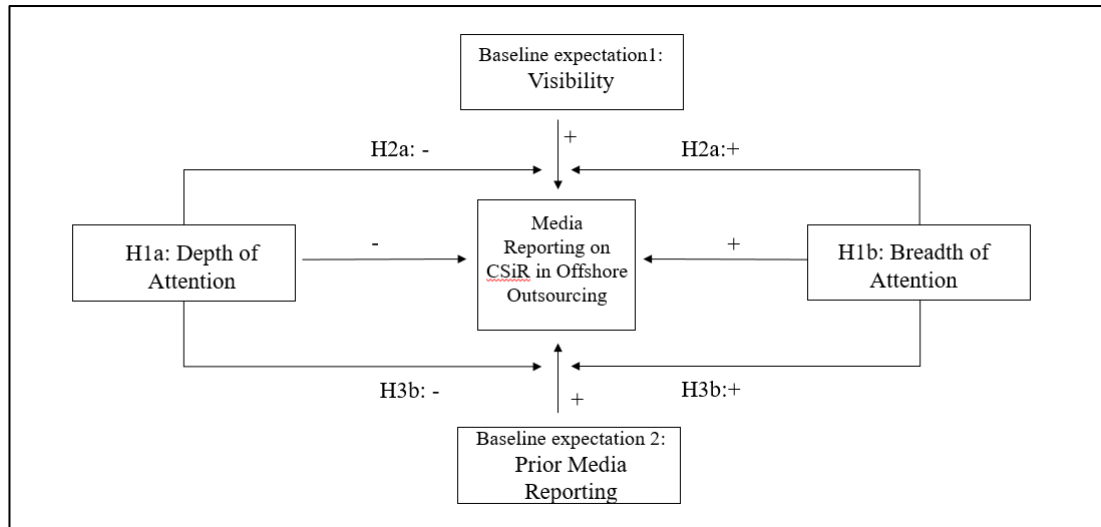 Baseline expectation1:
Visibility
+
H2a: -
H2a:+
H1a: Depth of
Attention
-
Media
Reporting on
CSiR in Offshore
Outsourcing
+
H1b: Breadth of
Attention
H3b: -
+
H3b:+
Baseline expectation 2:
Prior Media
Reporting